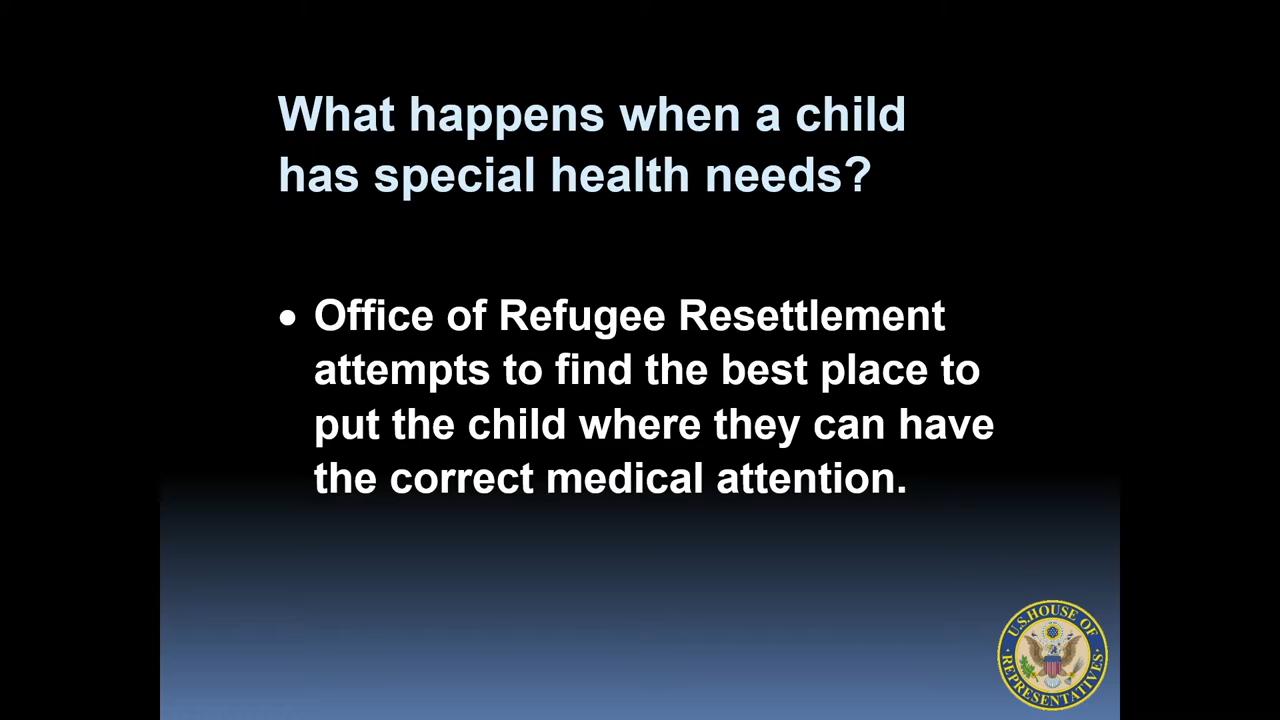 What happens when a child
has special health needs?
• Office of Refugee Resettlement
attempts to find the best place to
put the child where they can have
the correct medical attention.
U.S. HOUSE OF
REPRESENTATIVES